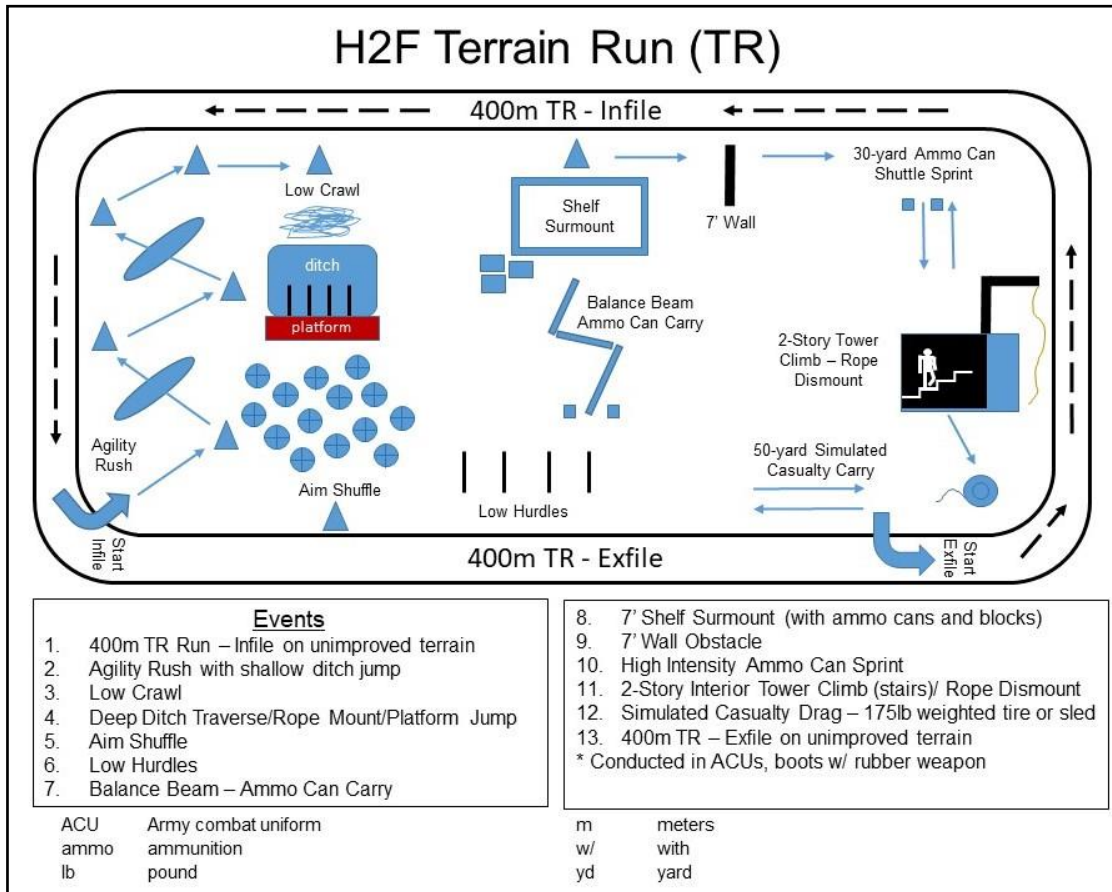 H2F Terrain Run (TR)
400m TR - Infile
Low Crawl
ditch
platform
Agility
Rush
Aim Shuffle
Start
Infile
Shelf
Surmount
7' Wall
30-yard Ammo Can
Shuttle Sprint
Balance Beam
Ammo Can Carry
2-Story Tower
Climb – Rope
Dismount
50-yard Simulated
Casualty Carry
Low Hurdles
Start
Exfile
400m TR - Exfile
Events
1. 400m TR Run – Infile on unimproved terrain
2. Agility Rush with shallow ditch jump
3. Low Crawl
4. Deep Ditch Traverse/Rope Mount/Platform Jump
5. Aim Shuffle
6. Low Hurdles
7. Balance Beam – Ammo Can Carry
8. 7' Shelf Surmount (with ammo cans and blocks)
9. 7' Wall Obstacle
10. High Intensity Ammo Can Sprint
11. 2-Story Interior Tower Climb (stairs)/ Rope Dismount
12. Simulated Casualty Drag – 175lb weighted tire or sled
13. 400m TR – Exfile on unimproved terrain
* Conducted in ACUs, boots w/ rubber weapon
ACU Army combat uniform
ammo ammunition
lb pound
m meters
w/ with
yd yard